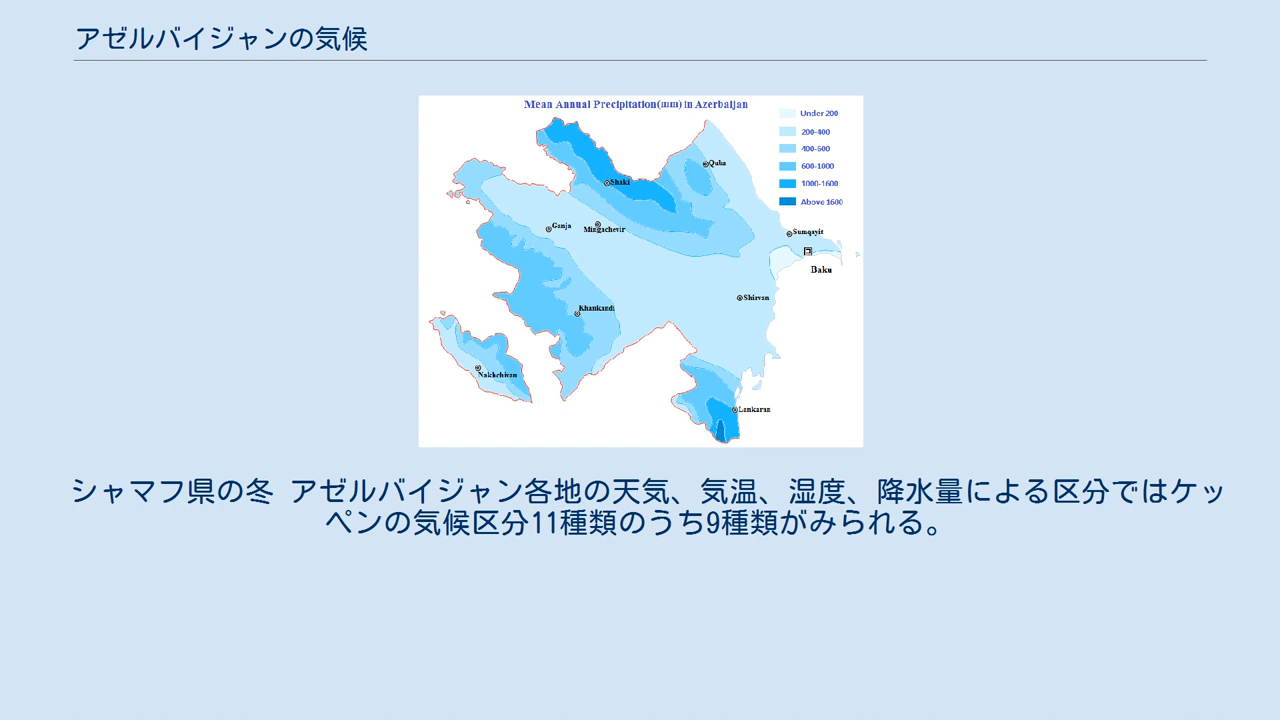 アゼルバイジャンの気候
Mean Annual Precipitation(mm) in Azerbaijan
Under 200
200-400
400-600
600-1000
1000-1600
Above 1600
Quba
Shaki
Ganja
Mingachevir
Sumqayit
Baku
Shirvan
Khankandi
Nakhchivan
Lankaran
シャマフ県の冬 アゼルバイジャン各地の天気、気温、湿度、降水量による区分ではケッ
ペンの気候区分11種類のうち9種類がみられる。